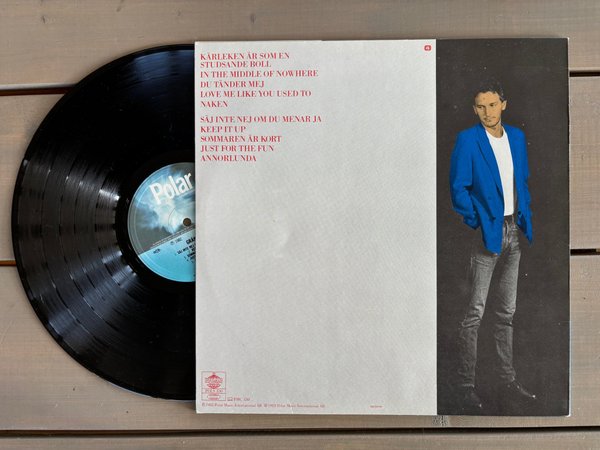 KÄRLEKEN ÄR SOM EN
STUDSANDE BOLL
IN THE MIDDLE OF NOWHERE
DU TÄNDER MEJ
LOVE ME LIKE YOU USED TO
NAKEN
SÄJ INTE NEJ OM DU MENAR JA
KEEP IT UP
SOMMAREN ÄR KORT
JUST FOR THE FUN
ANNORLUNDA
Polar